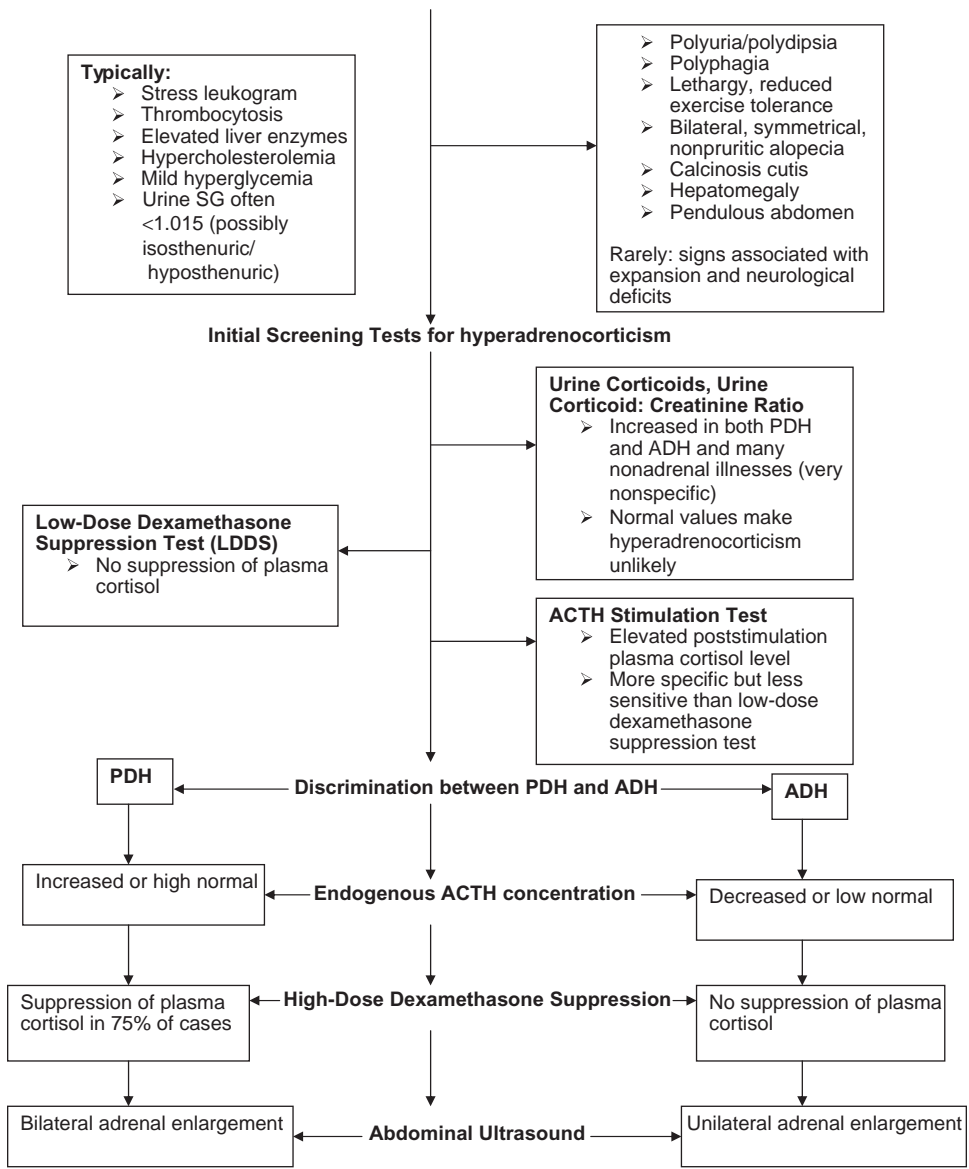 Typically:
➢ Stress leukogram
➢ Thrombocytosis
➢ Elevated liver enzymes
➢ Hypercholesterolemia
➢ Mild hyperglycemia
➢ Urine SG often
<1.015 (possibly
isosthenuric/
hyposthenuric)
➢ Polyuria/polydipsia
➢ Polyphagia
➢ Lethargy, reduced
exercise tolerance
➢ Bilateral, symmetrical,
nonpruritic alopecia
➢ Calcinosis cutis
➢ Hepatomegaly
➢ Pendulous abdomen
Rarely: signs associated with
expansion and neurological
deficits
Initial Screening Tests for hyperadrenocorticism
Urine Corticoids, Urine
Corticoid: Creatinine Ratio
➢ Increased in both PDH
and ADH and many
nonadrenal illnesses (very
nonspecific)
➢ Normal values make
hyperadrenocorticism
unlikely
Low-Dose Dexamethasone
Suppression Test (LDDS)
➢ No suppression of plasma
cortisol
ACTH Stimulation Test
➢ Elevated poststimulation
plasma cortisol level
➢ More specific but less
sensitive than low-dose
dexamethasone
suppression test
PDH
Discrimination between PDH and ADH
ADH
Increased or high normal
Endogenous ACTH concentration
Decreased or low normal
Suppression of plasma
cortisol in 75% of cases
High-Dose Dexamethasone Suppression
No suppression of plasma
cortisol
Bilateral adrenal enlargement
Abdominal Ultrasound
Unilateral adrenal enlargement